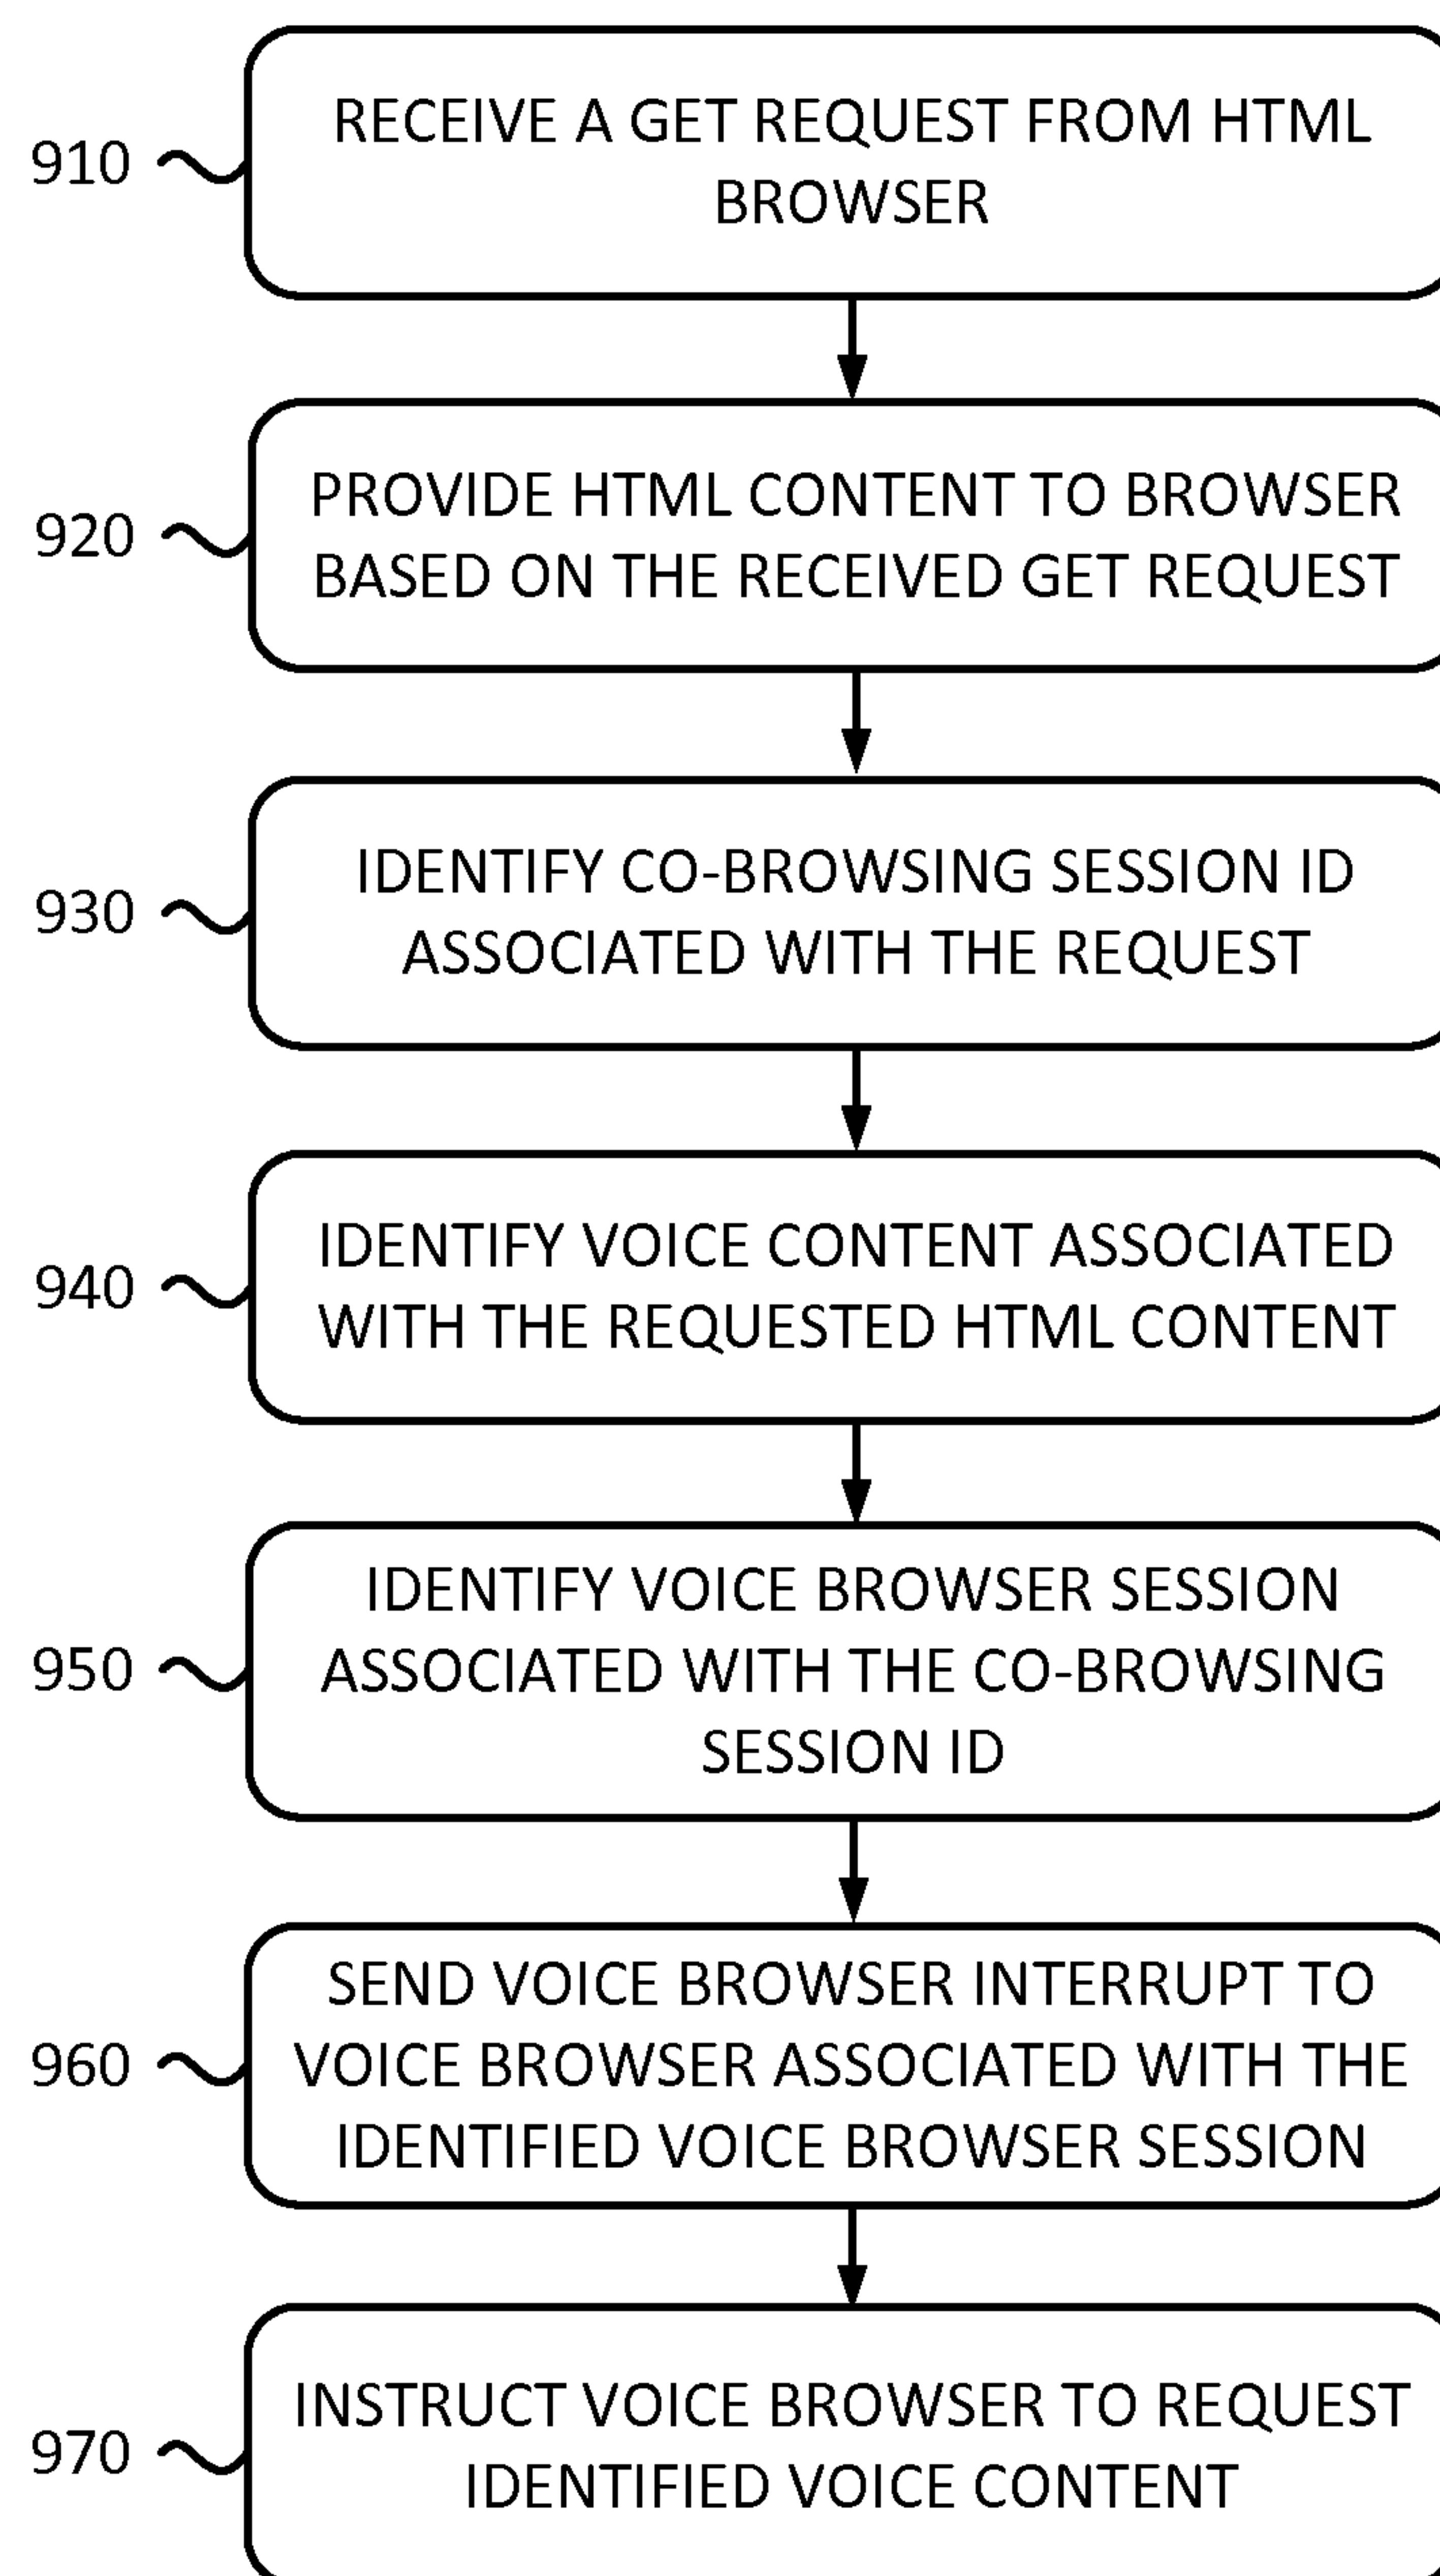 910
RECEIVE A GET REQUEST FROM HTML
BROWSER
920
PROVIDE HTML CONTENT TO BROWSER
BASED ON THE RECEIVED GET REQUEST
930
IDENTIFY CO-BROWSING SESSION ID
ASSOCIATED WITH THE REQUEST
940
IDENTIFY VOICE CONTENT ASSOCIATED
WITH THE REQUESTED HTML CONTENT
950
IDENTIFY VOICE BROWSER SESSION
ASSOCIATED WITH THE CO-BROWSING
SESSION ID
960
SEND VOICE BROWSER INTERRUPT TO
VOICE BROWSER ASSOCIATED WITH THE
IDENTIFIED VOICE BROWSER SESSION
970
INSTRUCT VOICE BROWSER TO REQUEST
IDENTIFIED VOICE CONTENT